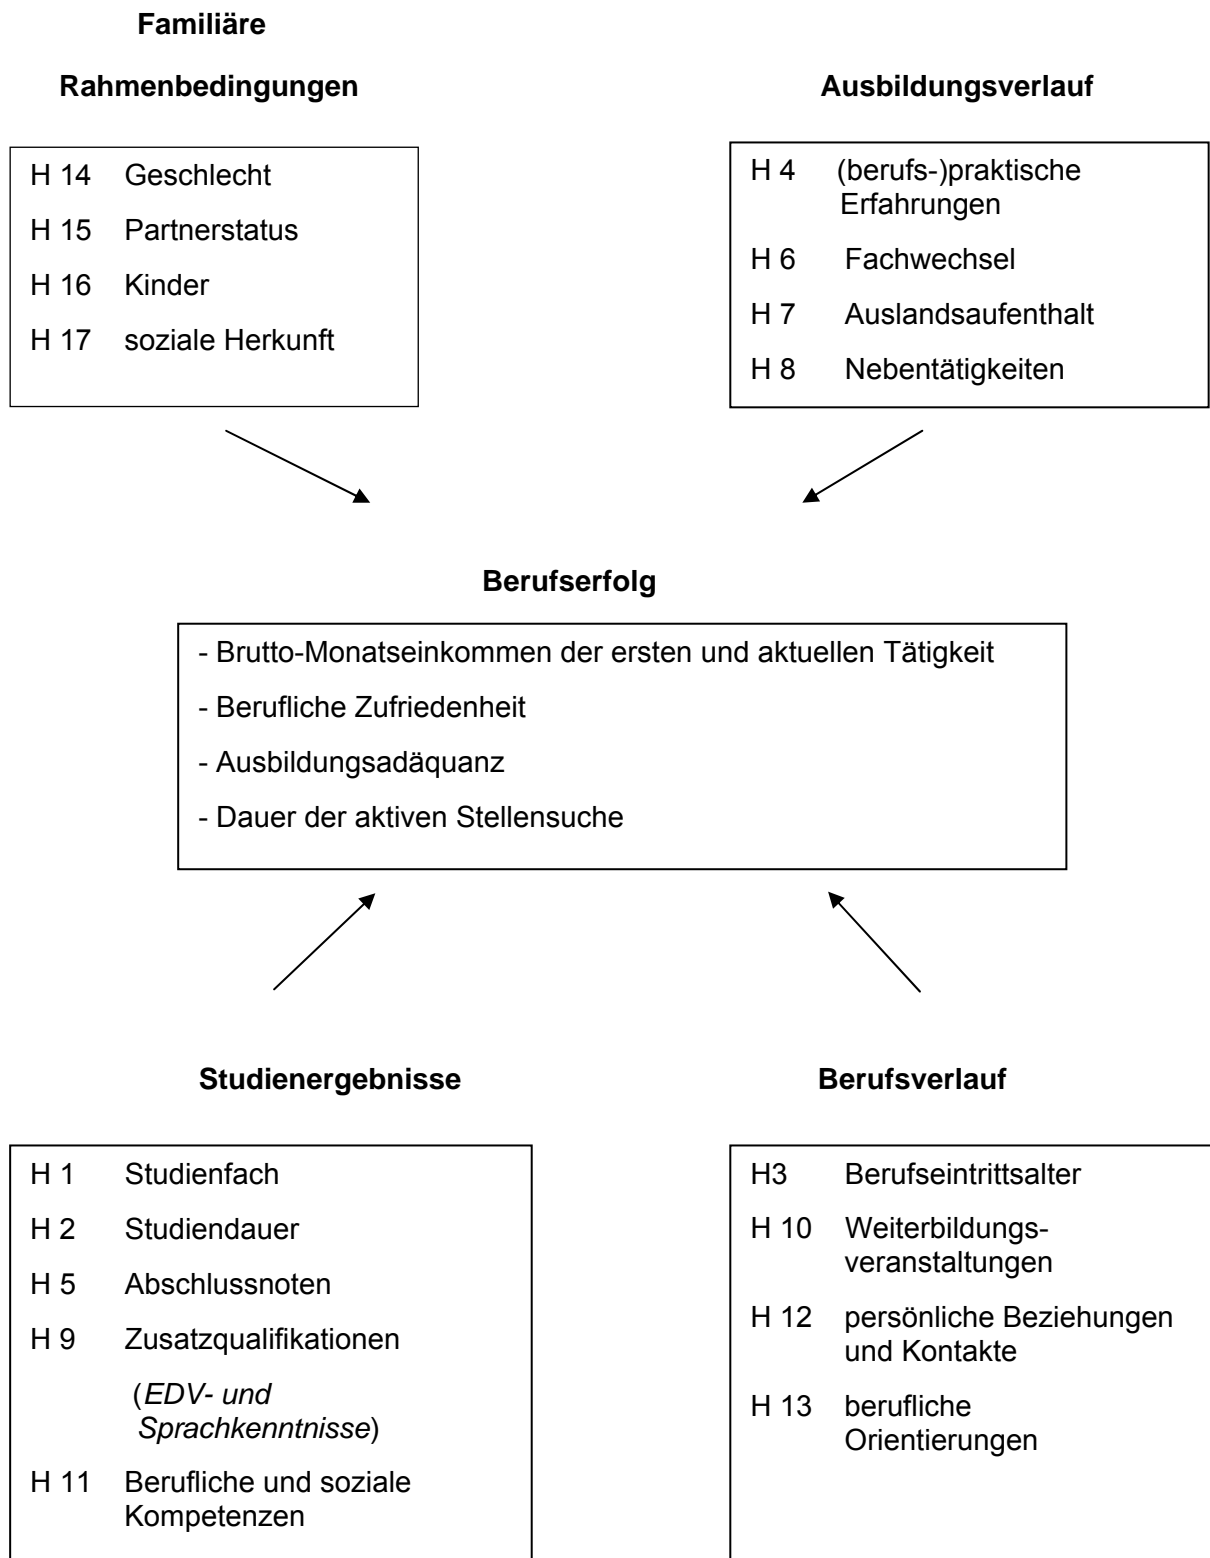 Familiäre
Rahmenbedingungen
H 14 Geschlecht
H 15 Partnerstatus
H 16 Kinder
H 17 soziale Herkunft
Ausbildungsverlauf
H 4 (berufs-)praktische
Erfahrungen
H 6 Fachwechsel
H 7 Auslandsaufenthalt
H 8 Nebentätigkeiten
Berufserfolg
- Brutto-Monatseinkommen der ersten und aktuellen Tätigkeit
- Berufliche Zufriedenheit
- Ausbildungsadäquanz
- Dauer der aktiven Stellensuche
Studienergebnisse
H 1 Studienfach
H 2 Studiendauer
H 5 Abschlussnoten
H 9 Zusatzqualifikationen
(EDV- und
Sprachkenntnisse)
H 11 Berufliche und soziale
Kompetenzen
Berufsverlauf
H3 Berufseintrittsalter
H 10 Weiterbildungs-
veranstaltungen
H 12 persönliche Beziehungen
und Kontakte
H 13 berufliche
Orientierungen